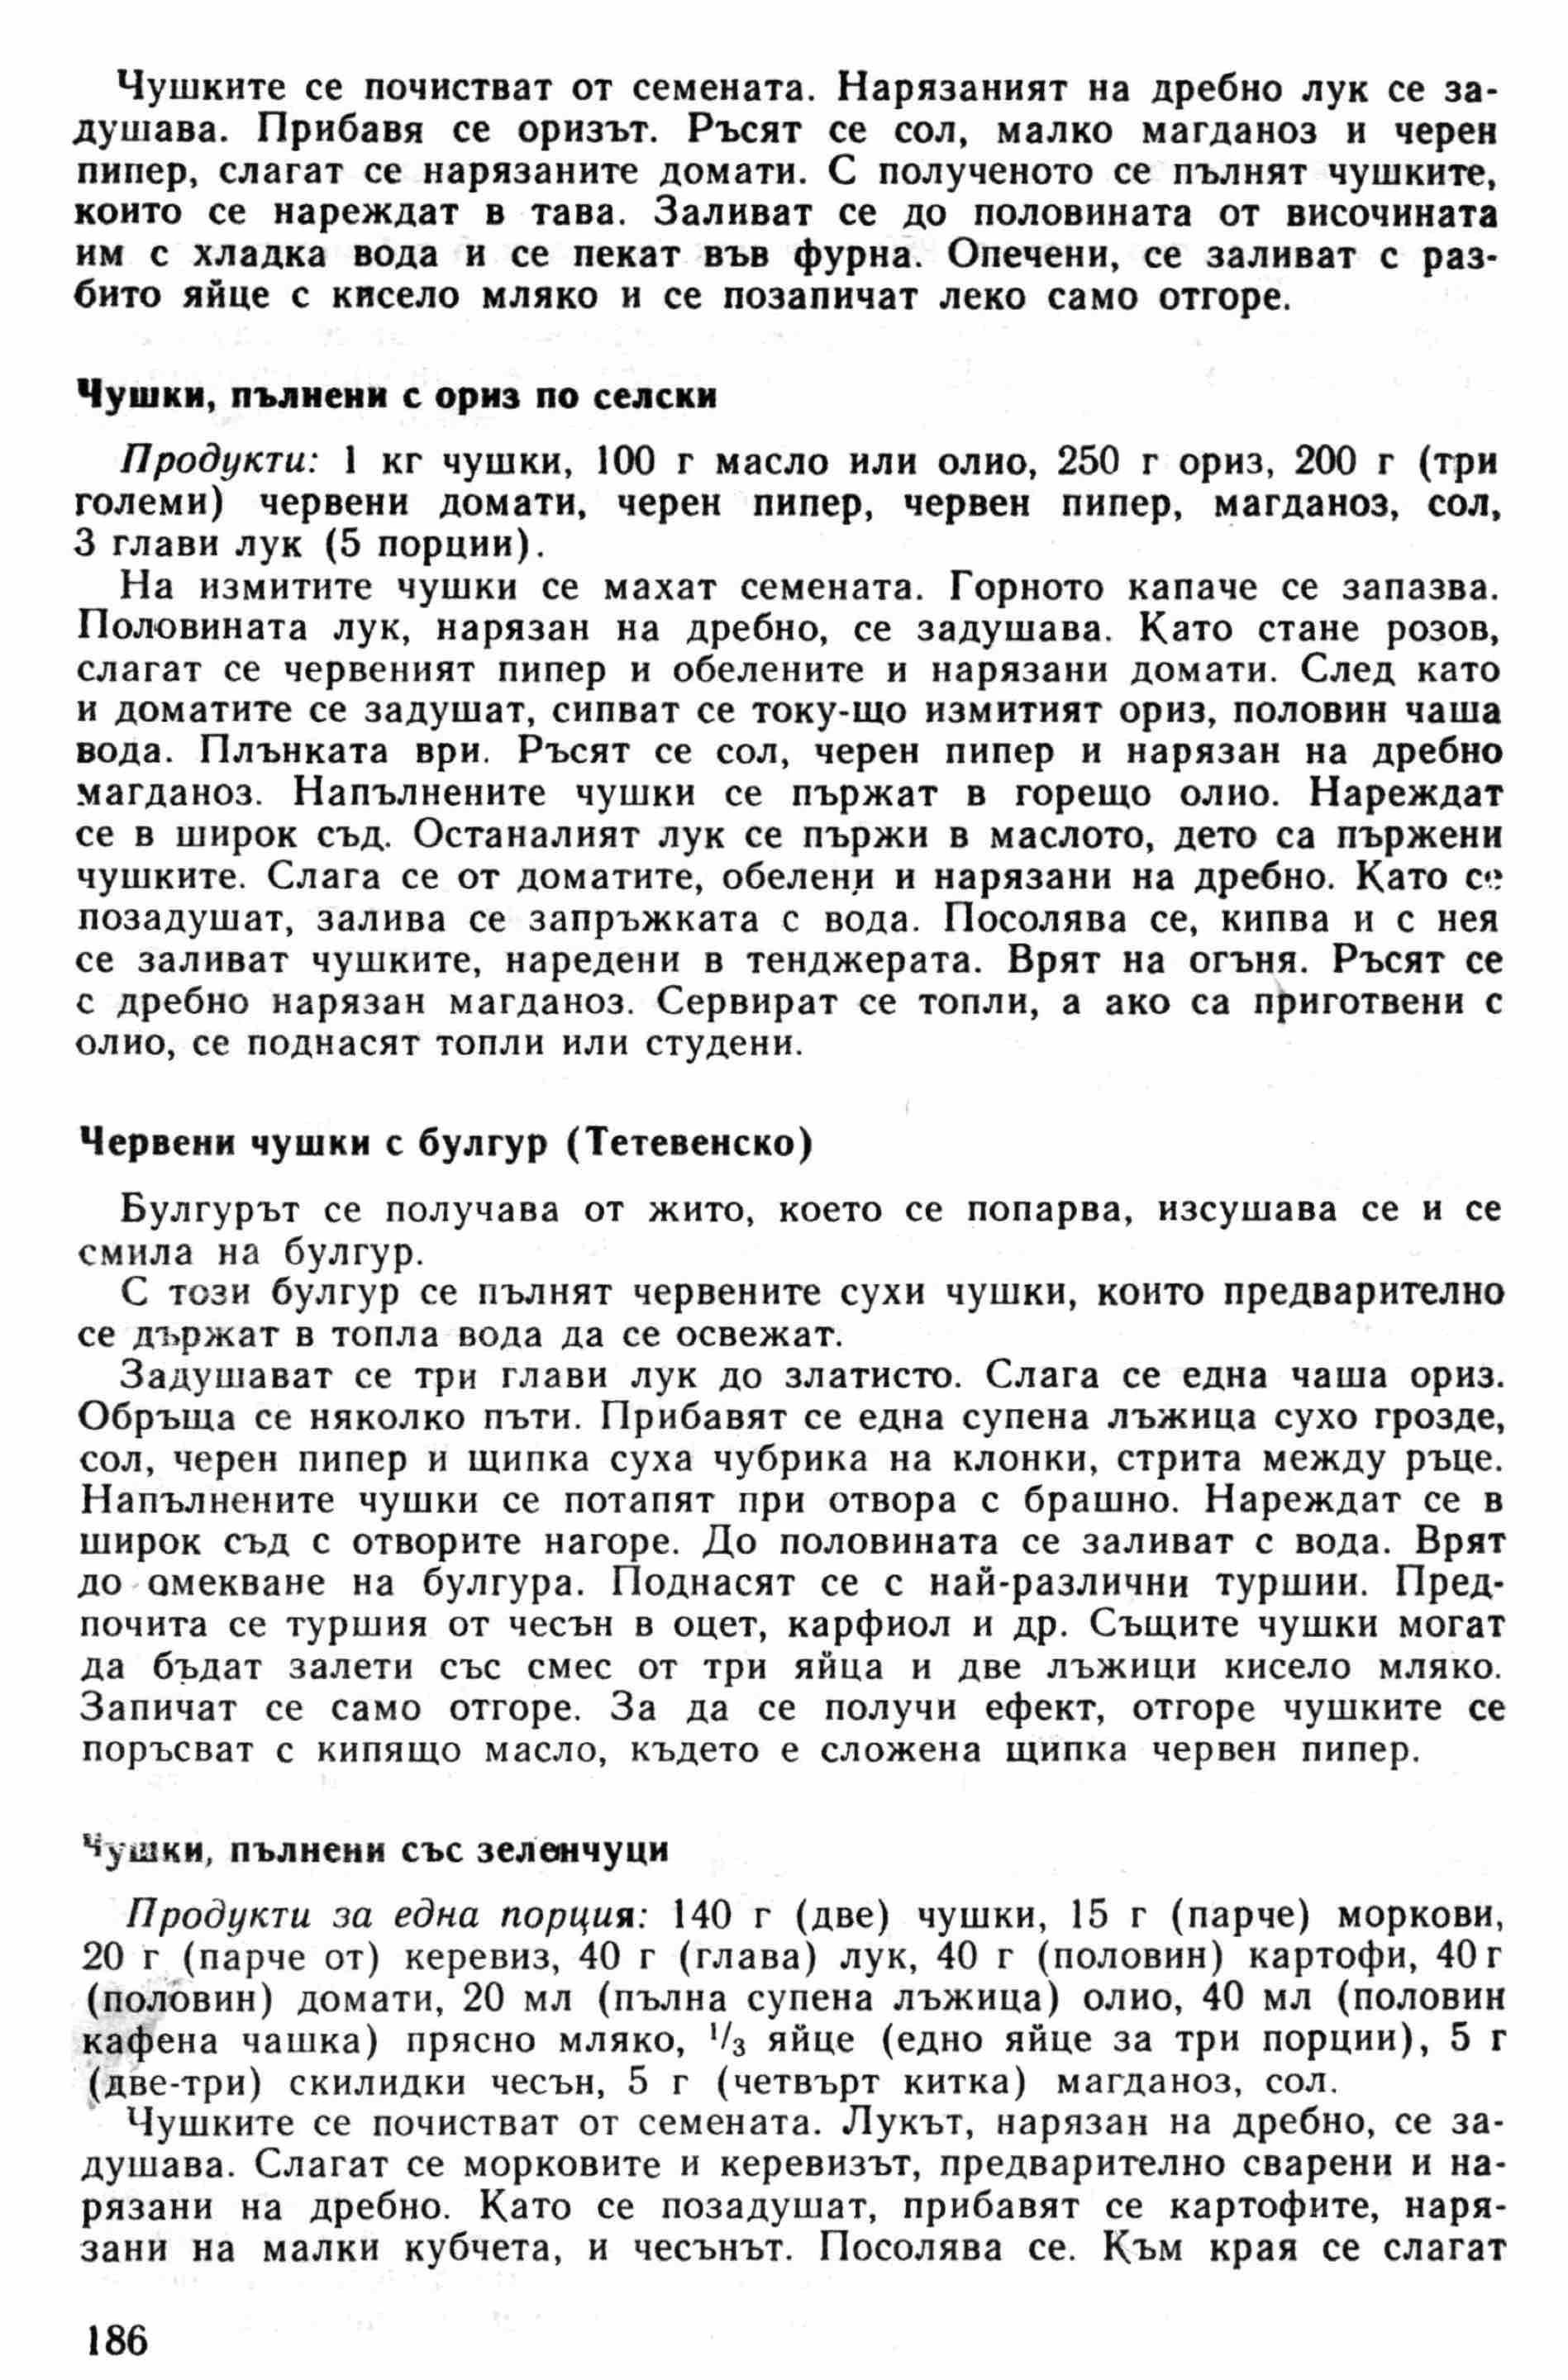 Чушките се почистват от семената. Нарязаният на дребно лук се за-
душава. Прибавя се оризът. Ръсят се сол, малко магданоз и черен
пипер, слагат се нарязаните домати. С полученото се пълнят чушките,
които се нареждат в тава. Заливат се до половината от височината
им с хладка вода и се пекат във фурна. Опечени, се заливат с раз-
бито яйце с кисело мляко и се позапичат леко само отгоре.
Чушки, пълнени с ориз по селски
Продукти: 1 кг чушки, 100 г масло или олио, 250 г ориз, 200 г (три
големи) червени домати, черен пипер, червен пипер, магданоз, сол,
3 глави лук (5 порции).
На измитите чушки се махат семената. Горното капаче се запазва.
Половината лук, нарязан на дребно, се задушава. Като стане розов,
слагат се червеният пипер и обелените и нарязани домати. След като
и доматите се задушат, сипват се току-що измитият ориз, половин чаша
вода. Плънката ври. Ръсят се сол, черен пипер и нарязан на дребно
магданоз. Напълнените чушки се пържат в горещо олио. Нареждат
се в широк съд. Останалият лук се пържи в маслото, дето са пържени
чушките. Слага се от доматите, обелени и нарязани на дребно. Като се
позадушат, залива се запръжката с вода. Посолява се, кипва и с нея
се заливат чушките, наредени в тенджерата. Врят на огъня. Ръсят се
с дребно нарязан магданоз. Сервират се топли, а ако са приготвени с
олио, се поднасят топли или студени.
Червени чушки с булгур (Тетевенско)
Булгурът се получава от жито, което се попарва, изсушава се и се
смила на булгур.
С този булгур се пълнят червените сухи чушки, които предварително
се държат в топла вода да се освежат.
Задушават се три глави лук до златисто. Слага се една чаша ориз.
Обръща се няколко пъти. Прибавят се една супена лъжица сухо грозде,
сол, черен пипер и щипка суха чубрика на клонки, стрита между ръце.
Напълнените чушки се потапят при отвора с брашно. Нареждат се в
широк съд с отворите нагоре. До половината се заливат с вода. Врят
до омекване на булгура. Поднасят се с най-различни туршии. Пред-
почита се туршия от чесън в оцет, карфиол и др. Същите чушки могат
да бъдат залети със смес от три яйца и две лъжици кисело мляко.
Запичат се само отгоре. За да се получи ефект, отгоре чушките се
поръсват с кипящо масло, където е сложена щипка червен пипер.
Чушки, пълнени със зеленчуци
Продукти за една порция: 140 г (две) чушки, 15 г (парче) моркови,
20 г (парче от) керевиз, 40 г (глава) лук, 40 г (половин) картофи, 40 г
(половин) домати, 20 мл (пълна супена лъжица) олио, 40 мл (половин
кафена чашка) прясно мляко, 1/3 яйце (едно яйце за три порции), 5 г
(две-три) скилидки чесън, 5 г (четвърт китка) магданоз, сол.
Чушките се почистват от семената. Лукът, нарязан на дребно, се за-
душава. Слагат се морковите и керевизът, предварително сварени и на-
рязани на дребно. Като се позадушат, прибавят се картофите, наря-
зани на малки кубчета, и чесънът. Посолява се. Към края се слагат
186